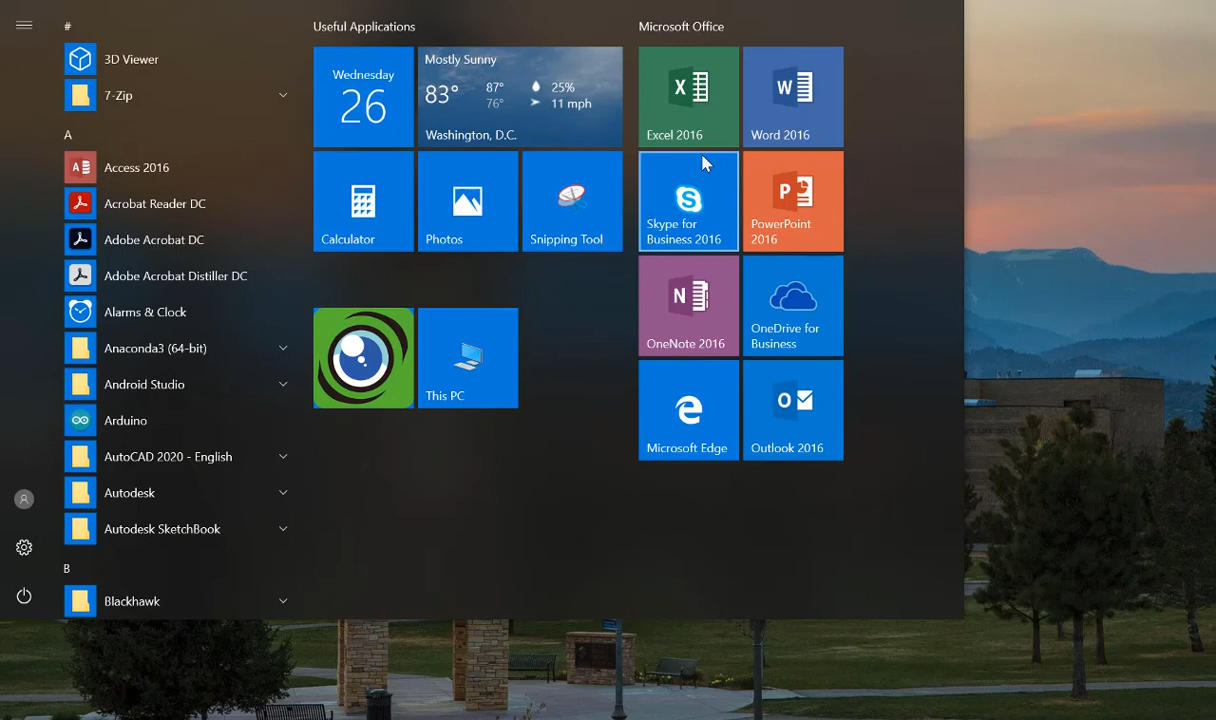 #
3D Viewer
7-Zip
A
Access 2016
Acrobat Reader DC
Adobe Acrobat DC
Adobe Acrobat Distiller DC
Alarms & Clock
Anaconda3 (64-bit)
Android Studio
Arduino
AutoCAD 2020 - English
Autodesk
Autodesk SketchBook
B
Blackhawk
Useful Applications
Wednesday
26
Mostly Sunny
83°
87°
76°
25%
11 mph
Washington, D.C.
Calculator
Photos
Snipping Tool
This PC
Microsoft Office
Excel 2016
Word 2016
Skype for
Business 2016
PowerPoint
2016
OneNote 2016
OneDrive for
Business
Microsoft Edge
Outlook 2016